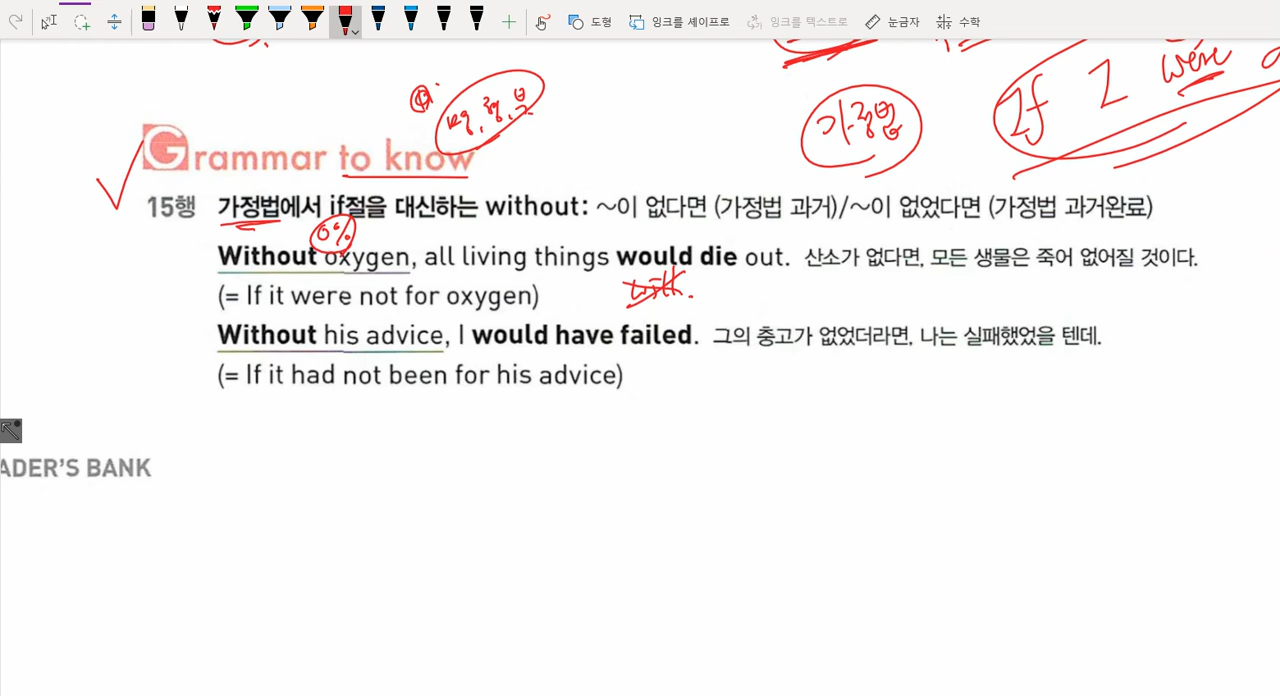 도형 잉크를 셰이프로 잉크를 텍스트로 눈금자 수학
If I were
가정법
Grammar to know
15행 가정법에서 if절을 대신하는 without: ~이 없다면 (가정법 과거)/~이 없었다면 (가정법 과거완료)
0%
Without oxygen, all living things would die out. 산소가 없다면, 모든 생물은 죽어 없어질 것이다.
(= If it were not for oxygen) with.
Without his advice, I would have failed. 그의 충고가 없었더라면, 나는 실패했었을 텐데.
(= If it had not been for his advice)
ADER'S BANK